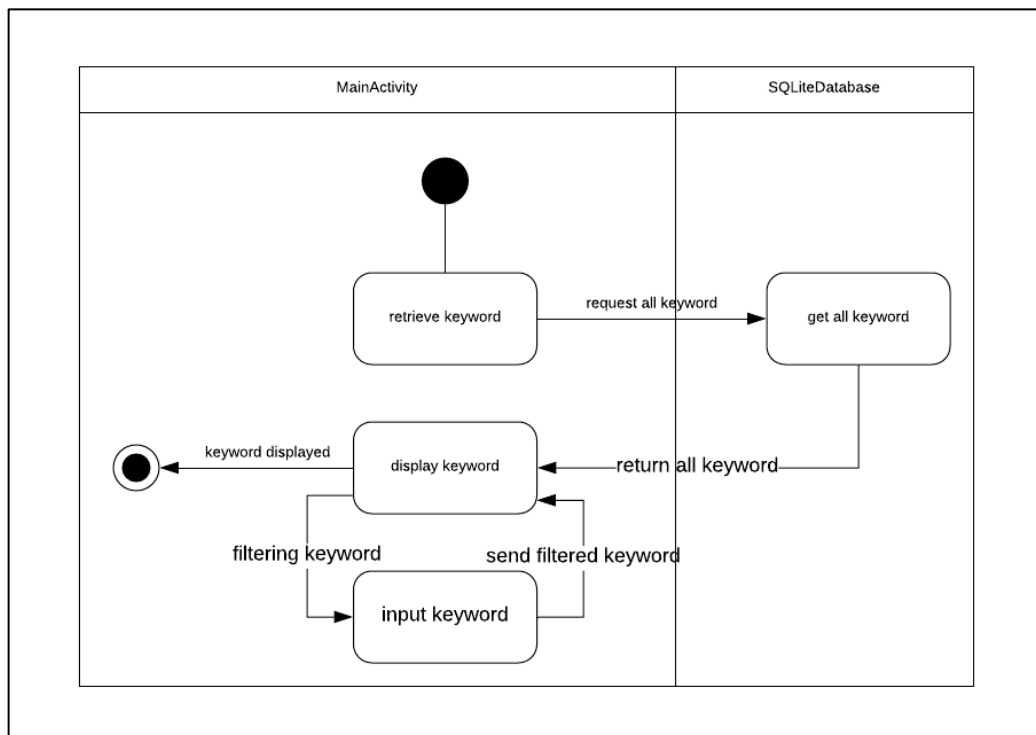 MainActivity
SQLiteDatabase
retrieve keyword
request all keyword
get all keyword
keyword displayed
display keyword
return all keyword
filtering keyword
send filtered keyword
input keyword